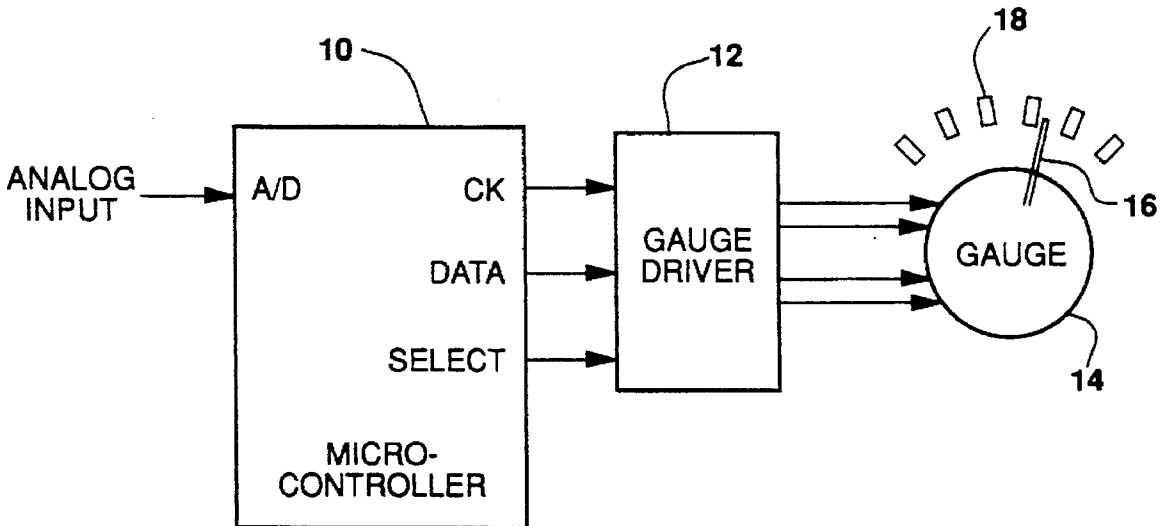 10
12
18
ANALOG
INPUT
A/D
CK
DATA
SELECT
MICRO-
CONTROLLER
GAUGE
DRIVER
GAUGE
16
14